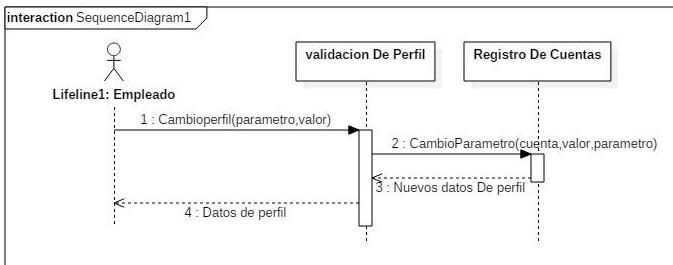 interaction SequenceDiagram1
validacion De Perfil
Registro De Cuentas
Lifeline1: Empleado
1 : Cambioperfil(parametro,valor)
2 : CambioParametro(cuenta,valor,parametro)
3 : Nuevos datos De perfil
4 : Datos de perfil